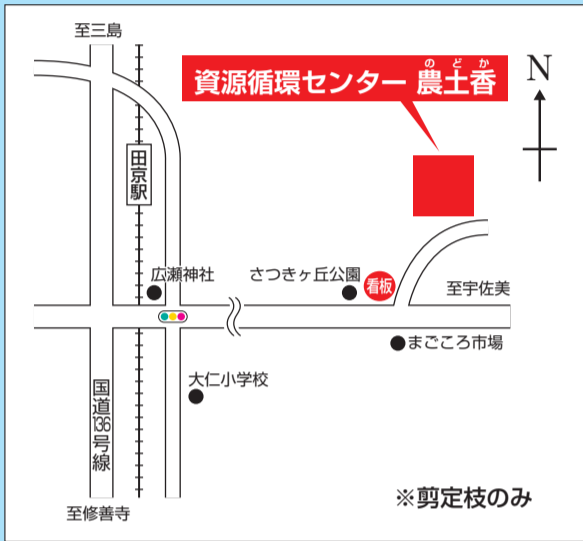 至三島
のどか
資源循環センター 農土香
N
田京駅
広瀬神社
さつきヶ丘公園
看板
至宇佐美
まごころ市場
大仁小学校
国道136号線
※剪定枝のみ
至修善寺